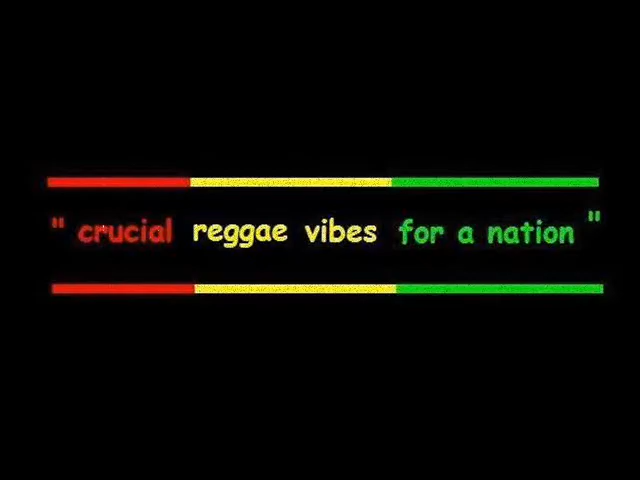 " crucial reggae vibes for a nation "